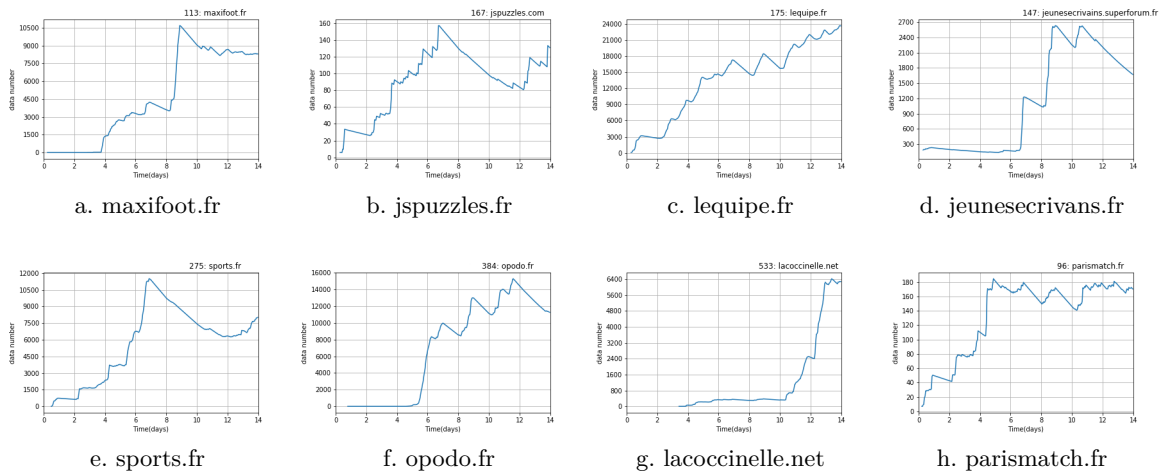 113: maxifoot.fr
data number
10500
9000
7500
6000
4500
3000
1500
0
0 2 4 6 8 10 12 14
Time(days)
a. maxifoot.fr
167: jspuzzles.com
data number
160
140
120
100
80
60
40
20
0
0 2 4 6 8 10 12 14
Time(days)
b. jspuzzles.fr
175: lequipe.fr
data number
24000
21000
18000
15000
12000
9000
6000
3000
0
0 2 4 6 8 10 12 14
Time(days)
c. lequipe.fr
147: jeunesecrivains.superforum.fr
data number
2700
2400
2100
1800
1500
1200
900
600
300
0 2 4 6 8 10 12 14
Time(days)
d. jeunesecrivans.fr
275: sports.fr
data number
12000
10500
9000
7500
6000
4500
3000
1500
0
0 2 4 6 8 10 12 14
Time(days)
e. sports.fr
384: opodo.fr
data number
16000
14000
12000
10000
8000
6000
4000
2000
0
0 2 4 6 8 10 12 14
Time(days)
f. opodo.fr
533: lacoccinelle.net
data number
6400
5600
4800
4000
3200
2400
1600
800
0
0 2 4 6 8 10 12 14
Time(days)
g. lacoccinelle.net
96: parismatch.fr
data number
180
160
140
120
100
80
60
40
20
0
0 2 4 6 8 10 12 14
Time(days)
h. parismatch.fr